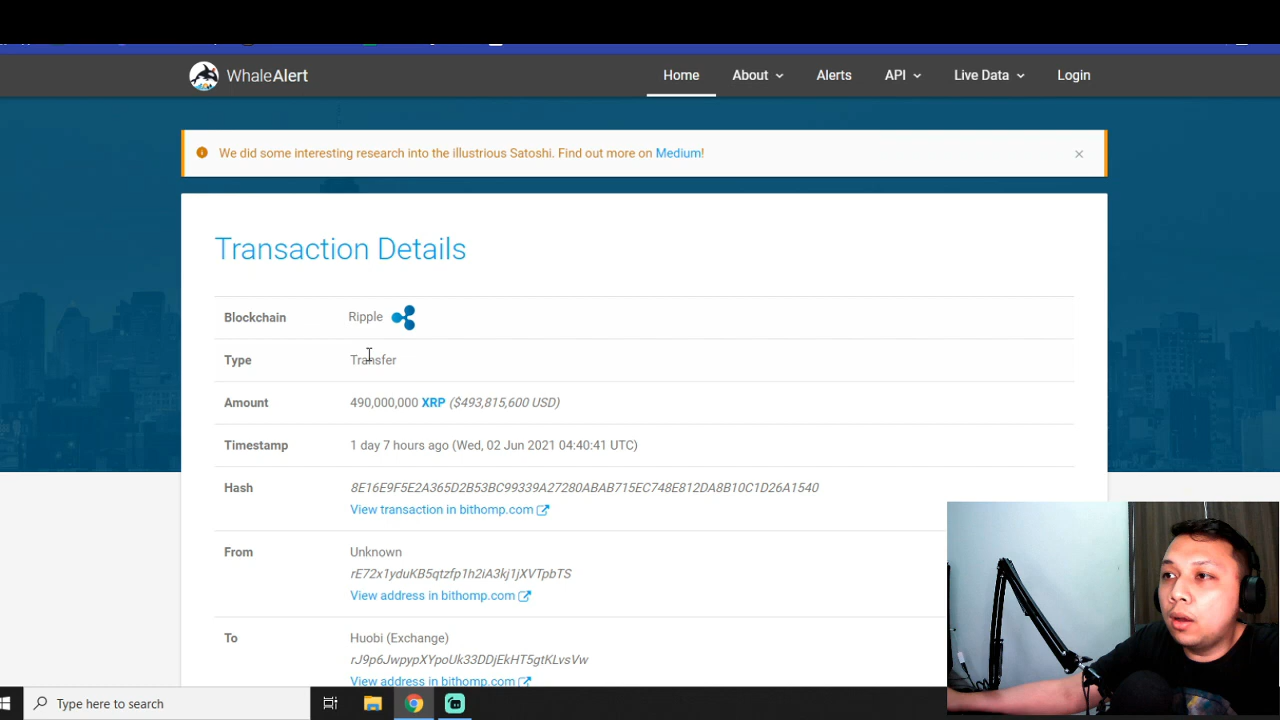 WhaleAlert
Home About Alerts API Live Data Login
We did some interesting research into the illustrious Satoshi. Find out more on Medium! ×
Transaction Details
Blockchain Ripple
Type Transfer
Amount 490,000,000 XRP ($493,815,600 USD)
Timestamp 1 day 7 hours ago (Wed, 02 Jun 2021 04:40:41 UTC)
Hash 8E16E9F5E2A365D2B53BC99339A27280ABAB715EC748E812DA8B10C1D26A1540
View transaction in bithomp.com
From Unknown
rE72x1yduKB5qtzfp1h2iA3kj1jXVTpbTS
View address in bithomp.com
To Huobi (Exchange)
rJ9p6JwpypXYpoUk33DDjEkHT5gtKLvsVw
View address in bithomp.com
Type here to search